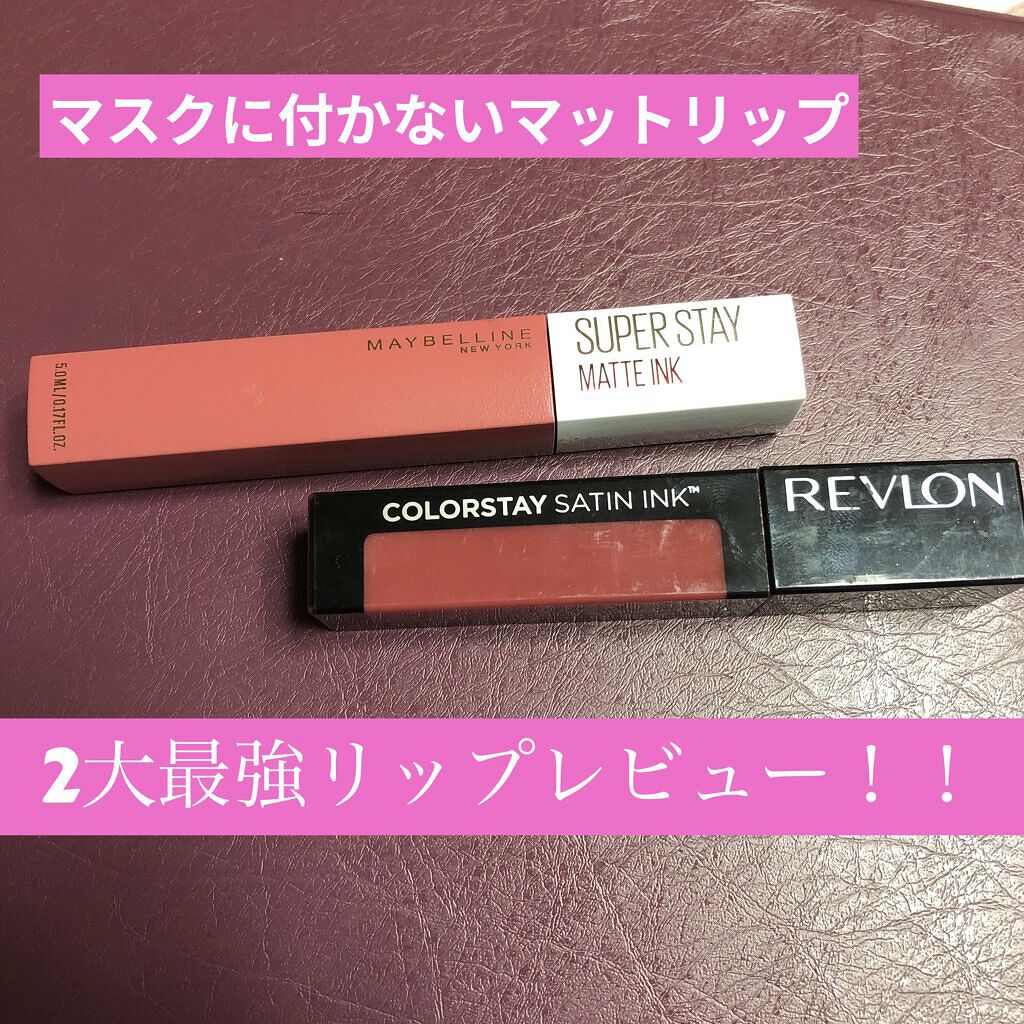 マスクに付かないマットリップ
MAYBELLINE
NEW YORK
SUPER STAY
MATTE INK
5.0ML/0.17FL.OZ.
COLORSTAY SATIN INK™
REVLON
2大最強リップレビュー！！